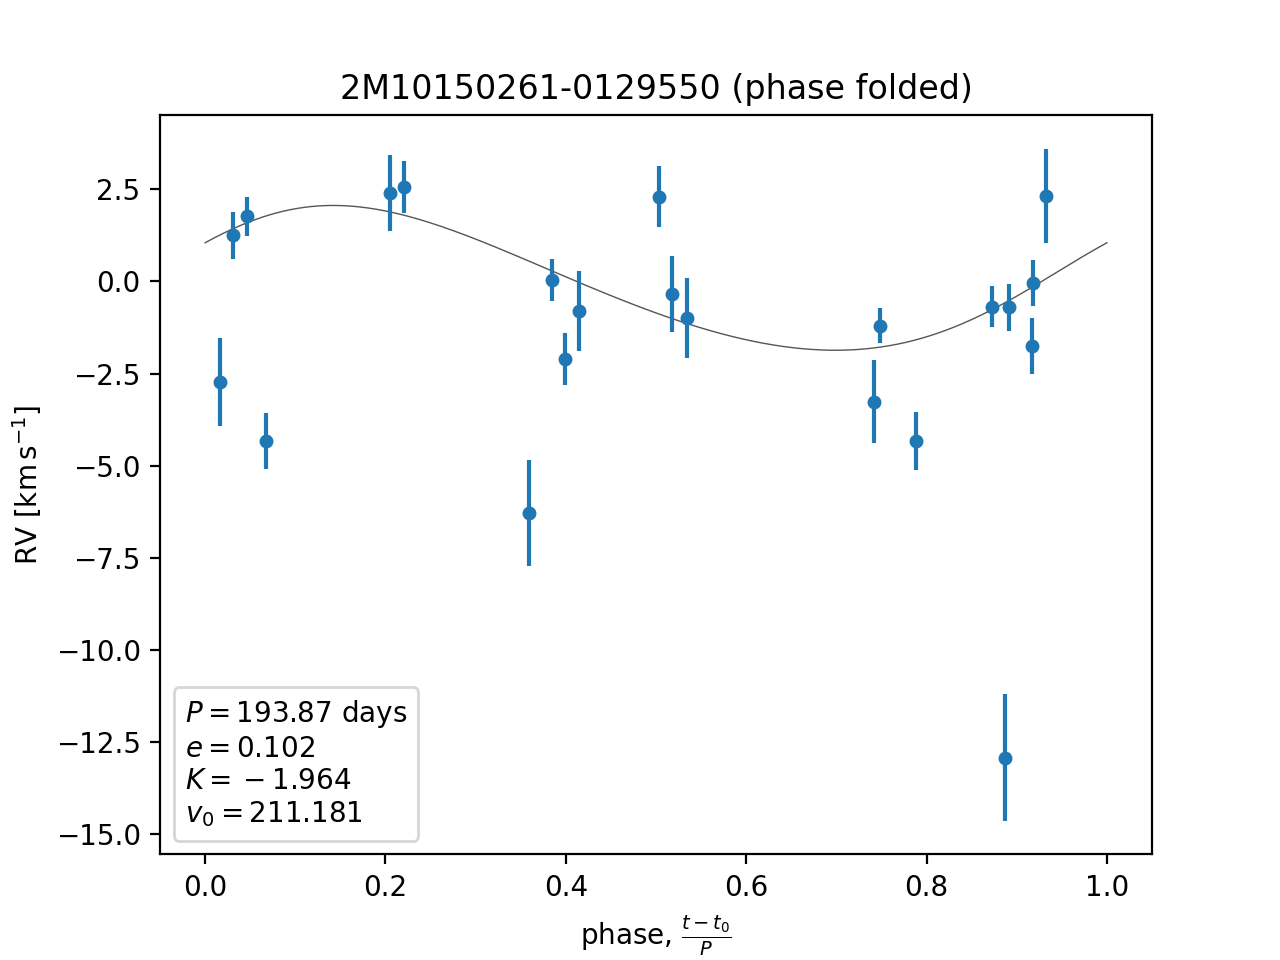 2M10150261-0129550 (phase folded)
2.5
0.0
−2.5
−5.0
−7.5
−10.0
−12.5
−15.0
RV [km s⁻¹]
P = 193.87 days
e = 0.102
K = −1.964
v₀ = 211.181
0.0 0.2 0.4 0.6 0.8 1.0
phase, (t − t₀)/P